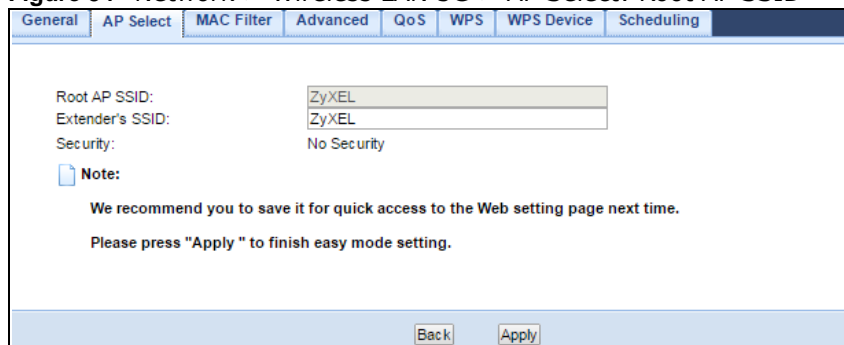 General AP Select MAC Filter Advanced QoS WPS WPS Device Scheduling
Root AP SSID: ZyXEL
Extender's SSID: ZyXEL
Security: No Security
Note:
We recommend you to save it for quick access to the Web setting page next time.
Please press "Apply " to finish easy mode setting.
Back Apply